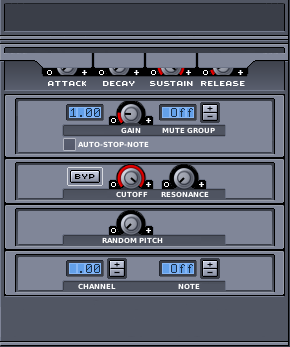 ATTACK DECAY SUSTAIN RELEASE
1.00 Off
GAIN MUTE GROUP
AUTO-STOP-NOTE
BYP
CUTOFF RESONANCE
RANDOM PITCH
.00 Off
CHANNEL NOTE